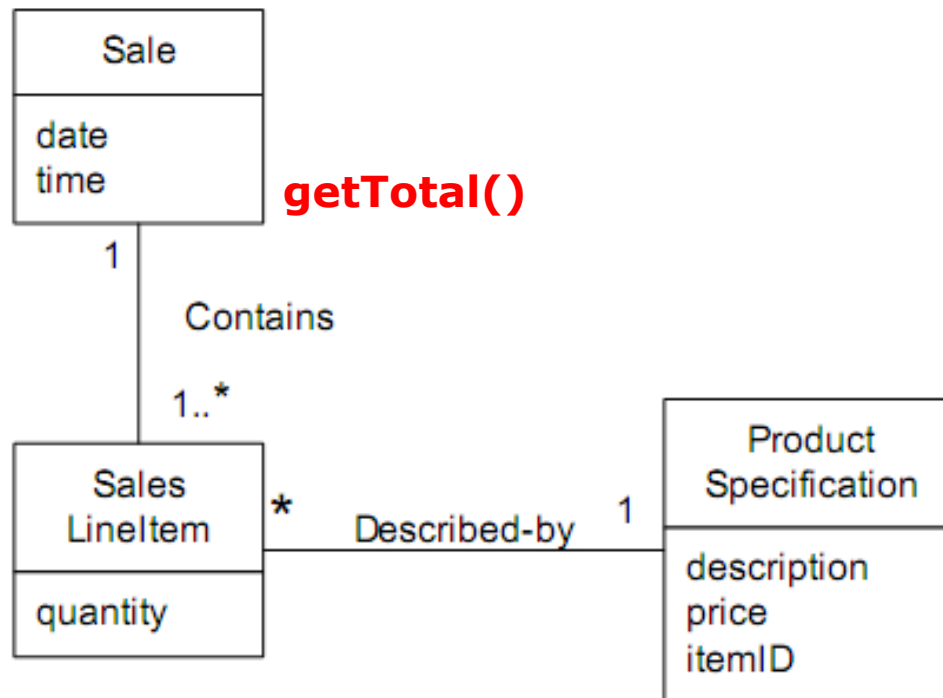 Sale
date
time
getTotal()
1
Contains
1..*
Sales
LineItem
quantity
*
Described-by
1
Product
Specification
description
price
itemID